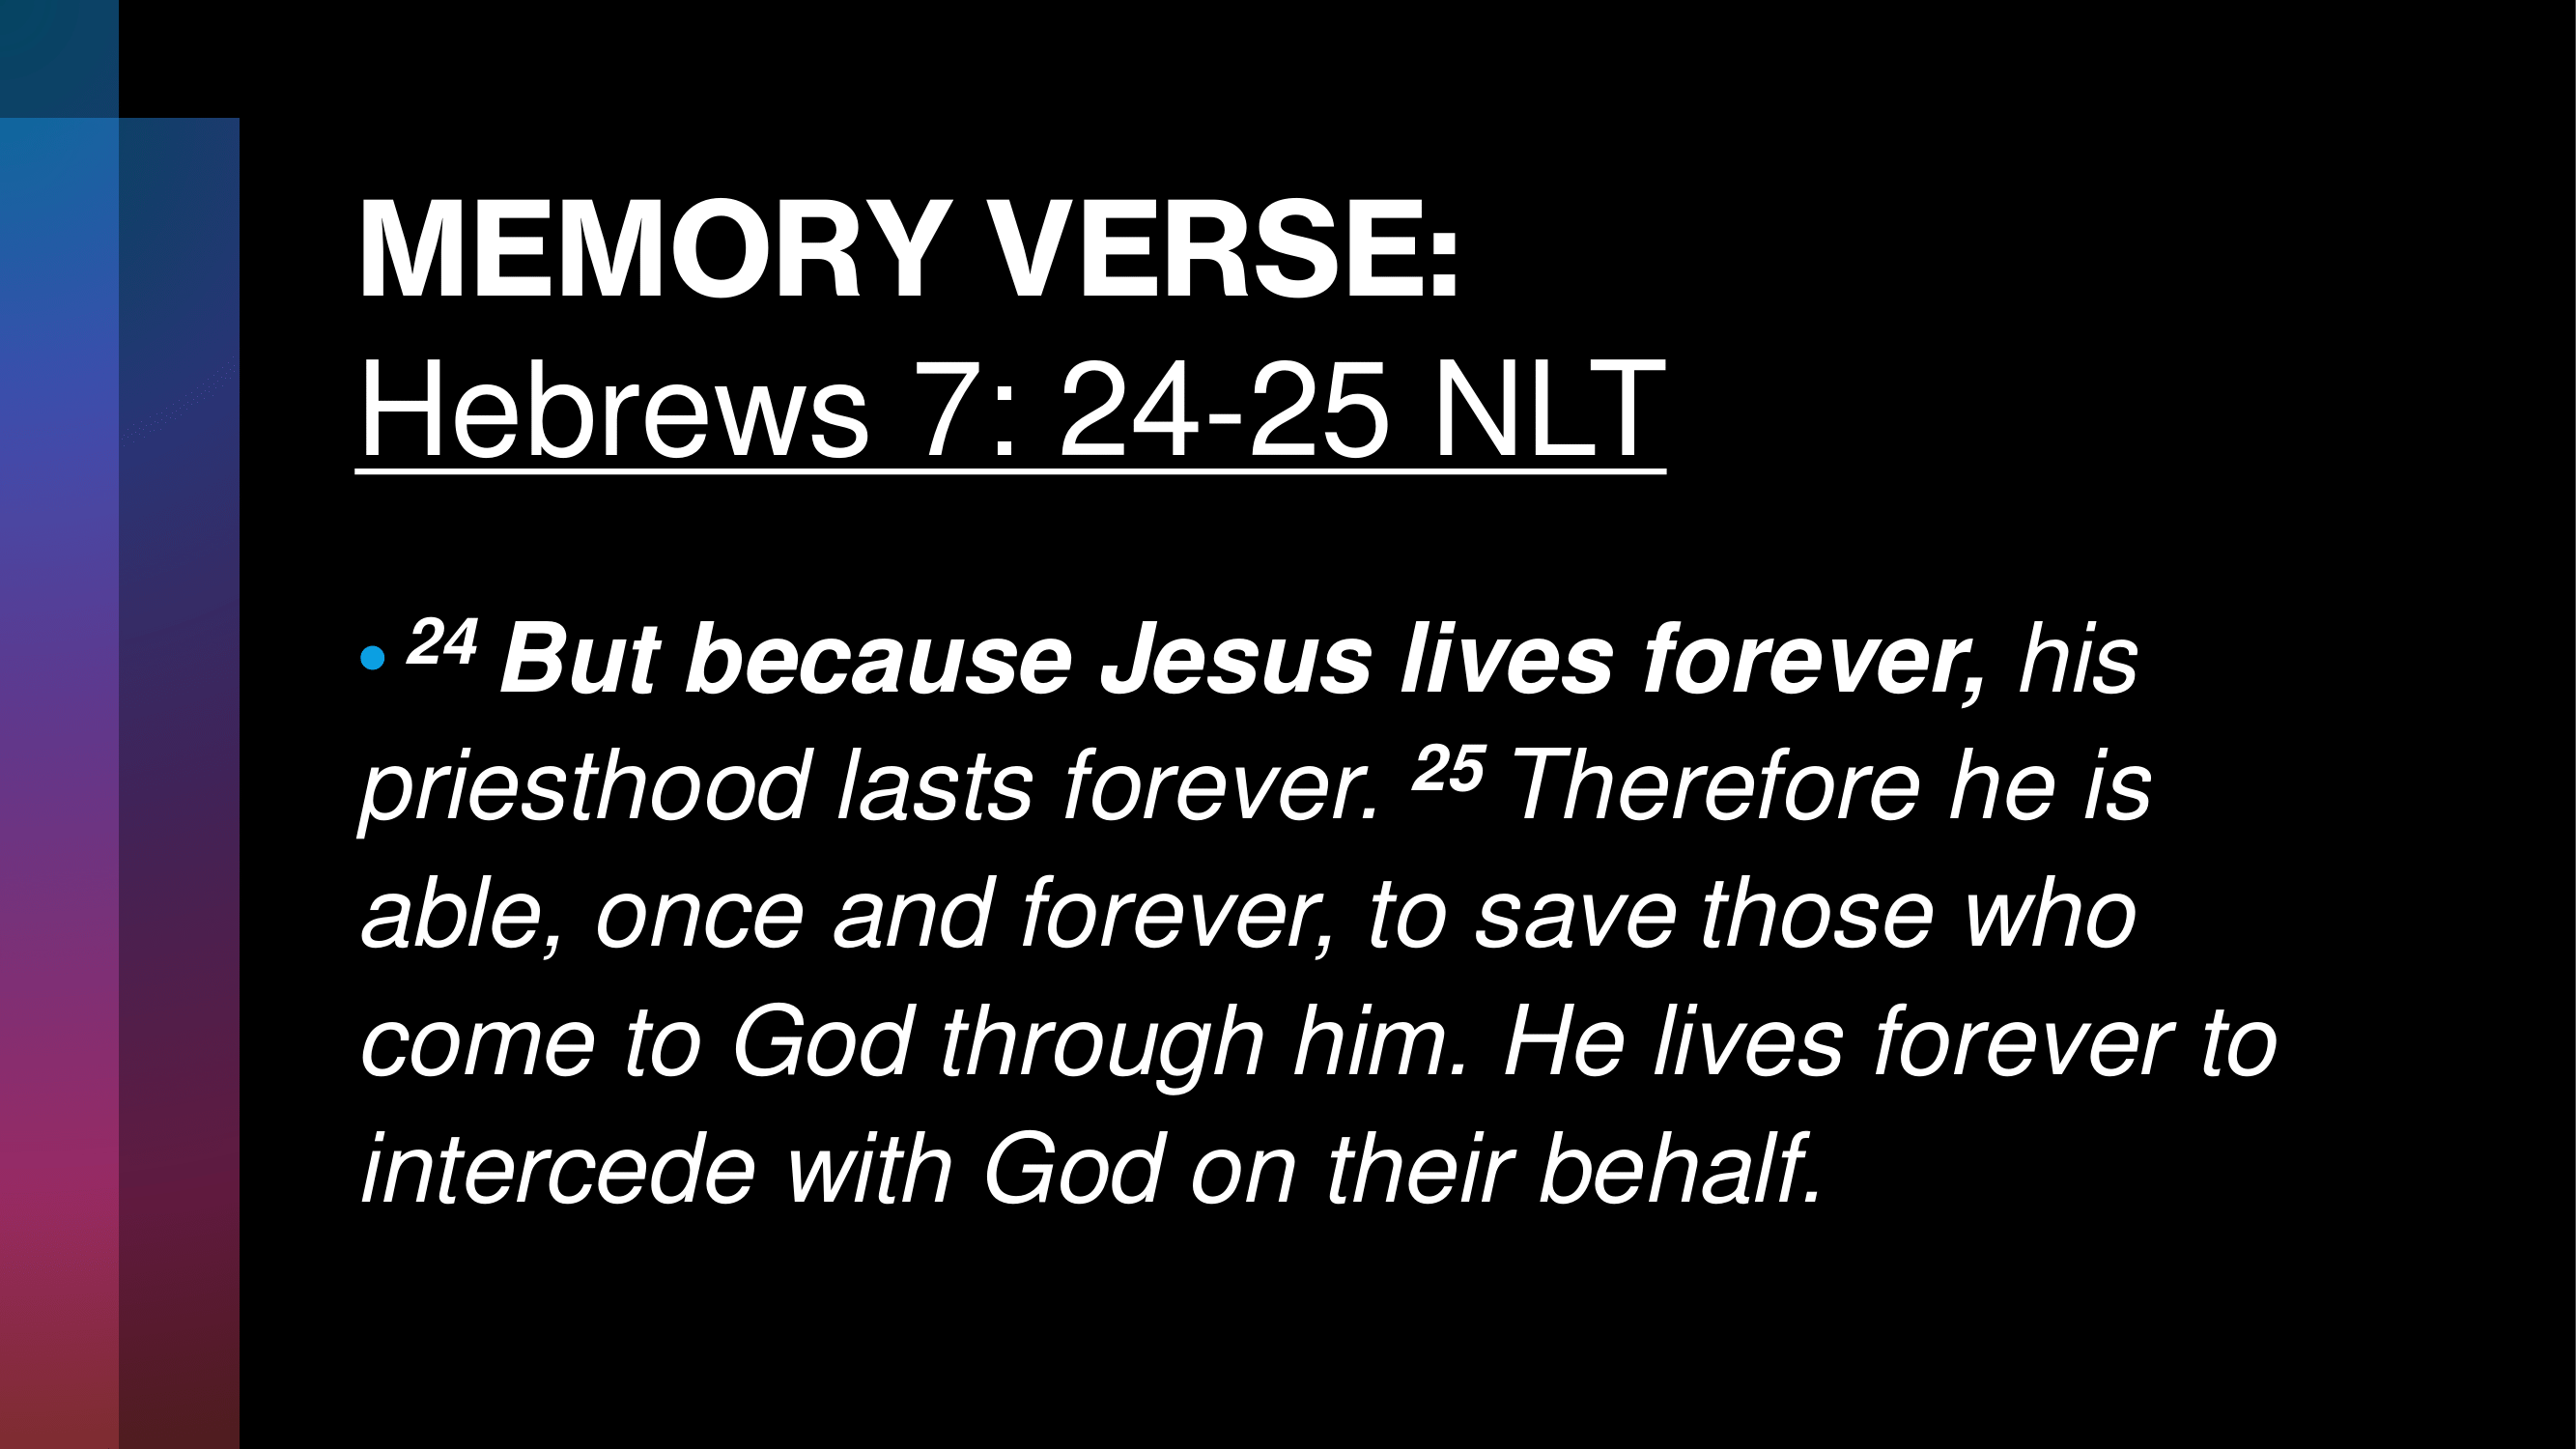 MEMORY VERSE:
Hebrews 7: 24-25 NLT
• 24 But because Jesus lives forever, his
priesthood lasts forever. 25 Therefore he is
able, once and forever, to save those who
come to God through him. He lives forever to
intercede with God on their behalf.